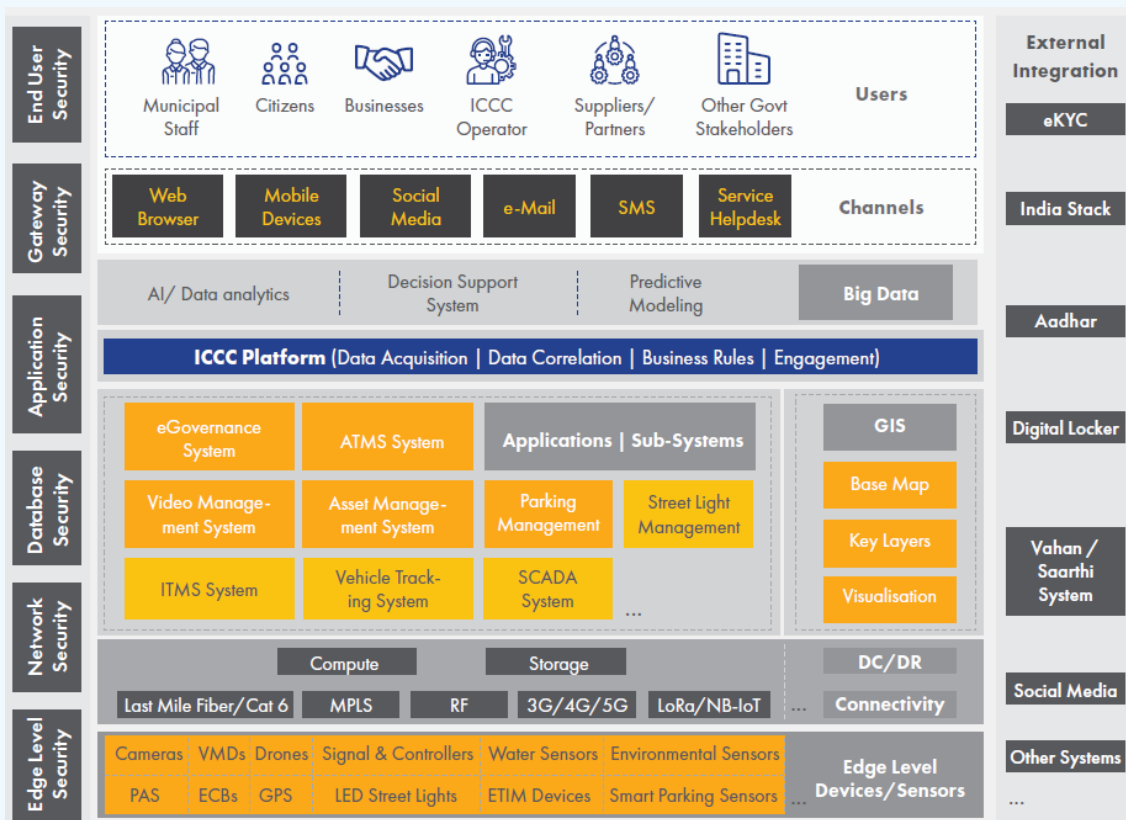 End User
Security
Gateway
Security
Application
Security
Database
Security
Network
Security
Edge Level
Security
Municipal
Staff
Citizens
Businesses
ICCC
Operator
Suppliers/
Partners
Other Govt
Stakeholders
Users
Web
Browser
Mobile
Devices
Social
Media
e-Mail
SMS
Service
Helpdesk
Channels
AI/ Data analytics
Decision Support
System
Predictive
Modeling
Big Data
ICCC Platform (Data Acquisition | Data Correlation | Business Rules | Engagement)
eGovernance
System
ATMS System
Applications | Sub-Systems
Video Manage-
ment System
Asset Manage-
ment System
Parking
Management
Street Light
Management
ITMS System
Vehicle Track-
ing System
SCADA
System
...
GIS
Base Map
Key Layers
Visualisation
Compute
Storage
DC/DR
Last Mile Fiber/Cat 6
MPLS
RF
3G/4G/5G
LoRa/NB-IoT
...
Connectivity
Cameras
VMDs
Drones
Signal & Controllers
Water Sensors
Environmental Sensors
PAS
ECBs
GPS
LED Street Lights
ETIM Devices
Smart Parking Sensors
...
Edge Level
Devices/Sensors
External
Integration
eKYC
India Stack
Aadhar
Digital Locker
Vahan /
Saarthi
System
Social Media
Other Systems
...